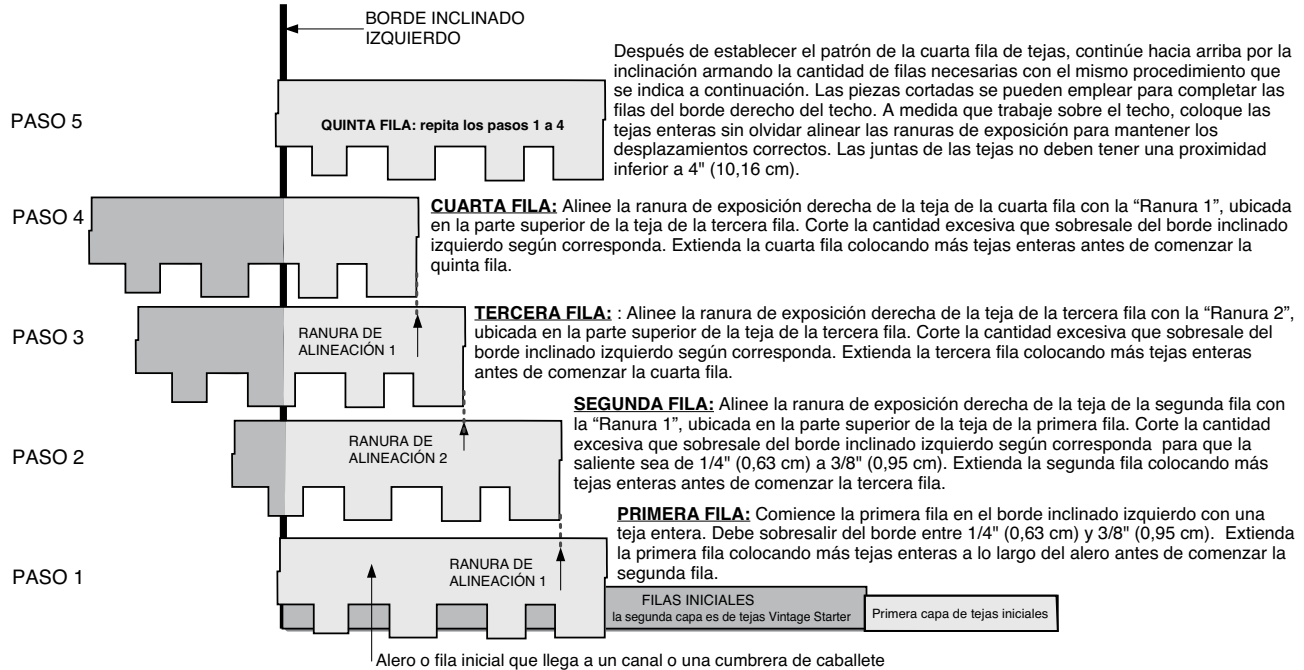 BORDE INCLINADO
IZQUIERDO
Después de establecer el patrón de la cuarta fila de tejas, continúe hacia arriba por la
inclinación armando la cantidad de filas necesarias con el mismo procedimiento que
se indica a continuación. Las piezas cortadas se pueden emplear para completar las
filas del borde derecho del techo. A medida que trabaje sobre el techo, coloque las
tejas enteras sin olvidar alinear las ranuras de exposición para mantener los
desplazamientos correctos. Las juntas de las tejas no deben tener una proximidad
inferior a 4" (10,16 cm).
PASO 5
QUINTA FILA: repita los pasos 1 a 4
PASO 4
CUARTA FILA: Alinee la ranura de exposición derecha de la teja de la cuarta fila con la “Ranura 1”, ubicada
en la parte superior de la teja de la tercera fila. Corte la cantidad excesiva que sobresale del borde inclinado
izquierdo según corresponda. Extienda la cuarta fila colocando más tejas enteras antes de comenzar la
quinta fila.
PASO 3
RANURA DE
ALINEACIÓN 1
TERCERA FILA: : Alinee la ranura de exposición derecha de la teja de la tercera fila con la “Ranura 2”,
ubicada en la parte superior de la teja de la tercera fila. Corte la cantidad excesiva que sobresale del
borde inclinado izquierdo según corresponda. Extienda la tercera fila colocando más tejas enteras
antes de comenzar la cuarta fila.
PASO 2
RANURA DE
ALINEACIÓN 2
SEGUNDA FILA: Alinee la ranura de exposición derecha de la teja de la segunda fila con
la “Ranura 1”, ubicada en la parte superior de la teja de la primera fila. Corte la cantidad
excesiva que sobresale del borde inclinado izquierdo según corresponda para que la
saliente sea de 1/4" (0,63 cm) a 3/8" (0,95 cm). Extienda la segunda fila colocando más
tejas enteras antes de comenzar la tercera fila.
PASO 1
RANURA DE
ALINEACIÓN 1
PRIMERA FILA: Comience la primera fila en el borde inclinado izquierdo con una
teja entera. Debe sobresalir del borde entre 1/4" (0,63 cm) y 3/8" (0,95 cm). Extienda
la primera fila colocando más tejas enteras a lo largo del alero antes de comenzar la
segunda fila.
FILAS INICIALES
la segunda capa es de tejas Vintage Starter
Primera capa de tejas iniciales
Alero o fila inicial que llega a un canal o una cumbrera de caballete